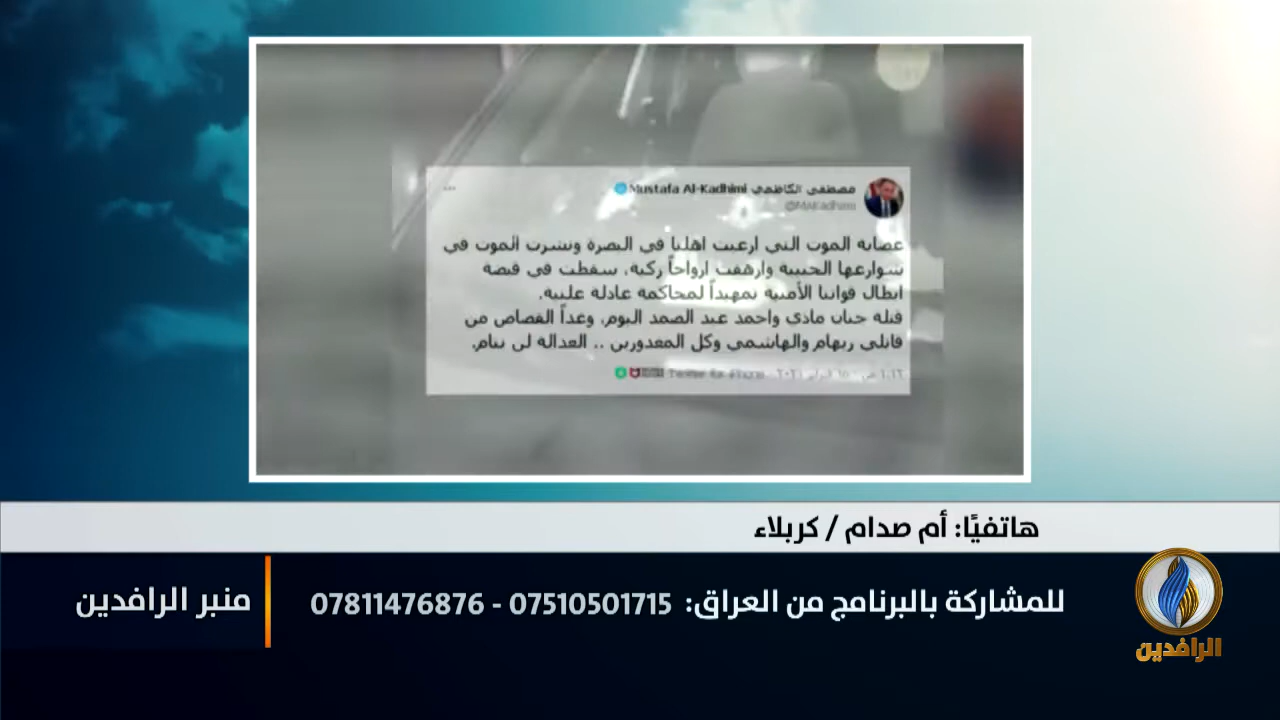 مصطفى الكاظمي Mustafa Al-Kadhimi
@MAKadhimi
عصابة الموت التي ارعبت اهلنا في البصرة ونشرت الموت في
شوارعها الحبيبة وازهقت ارواحاً زكية، سقطت في قبضة
ابطال قواتنا الأمنية تمهيداً لمحاكمة عادلة علنية.
قتلة جنان ماذي واحمد عبد الصمد اليوم، وغداً القصاص من
قاتلي ريهام والهاشمي وكل المغدورين .. العدالة لن تنام.
هاتفيًا: أم صدام / كربلاء
للمشاركة بالبرنامج من العراق: 07510501715 - 07811476876
منبر الرافدين
الرافدين